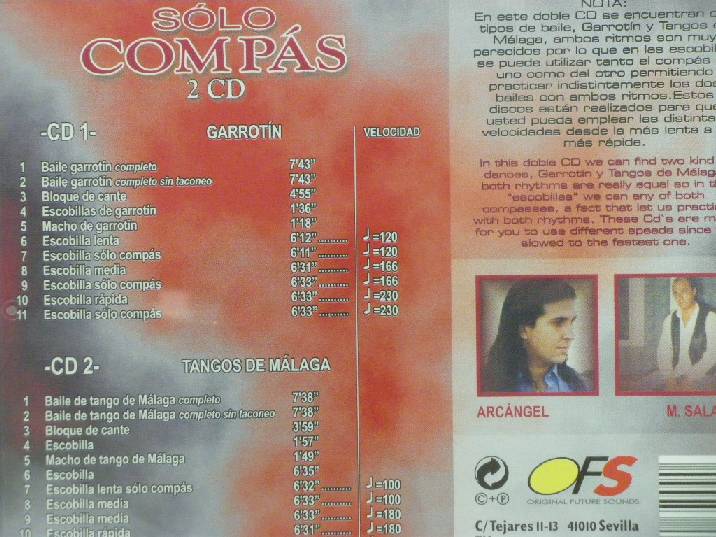 SÓLO
COMPÁS
2 CD
-CD 1- GARROTÍN VELOCIDAD
1 Baile garrotín completo 7'43"
2 Baile garrotín completo sin taconeo 7'43"
3 Bloque de cante 4'55"
4 Escobillas de garrotín 1'36"
5 Macho de garrotín 1'18"
6 Escobilla lenta 6'12" ♩=120
7 Escobilla sólo compás 6'11" ♩=120
8 Escobilla media 6'31" ♩=166
9 Escobilla sólo compás 6'33" ♩=166
10 Escobilla rápida 6'33" ♩=230
11 Escobilla sólo compás 6'33" ♩=230
-CD 2- TANGOS DE MÁLAGA
1 Baile de tango de Málaga completo 7'38"
2 Baile de tango de Málaga completo sin taconeo 7'38"
3 Bloque de cante 3'59"
4 Escobilla 1'57"
5 Macho de tango de Málaga 1'49"
6 Escobilla 6'35"
7 Escobilla lenta sólo compás 6'32" ♩=100
8 Escobilla media 6'33" ♩=100
9 Escobilla media 6'33" ♩=180
10 Escobilla rápida 6'31" ♩=180
NOTA:
En este doble CD se encuentran
tipos de baile, Garrotín y Tangos
Málaga, ambos ritmos son muy
parecidos por lo que en las
se puede utilizar tanto el compás
uno como del otro permitiendo
practicar indistintamente los dos
bailes con ambos ritmos.Estos
discos están realizados para que
usted pueda emplear las
velocidades desde la más lenta a
más rápide.
In this doble CD we can find two kind
dances, Garrotin y Tangos de
both rhythms are really equal so in
"escobillas" we can any of both
compasses, a fact that let us
with both rhythms. These Cd's are
for you to use different speeds since
slowed to the fastest one.
ARCÁNGEL
M.
©+℗
OFS
ORIGINAL FUTURE SOUNDS
C/Tejares 11-13 41010 Sevilla